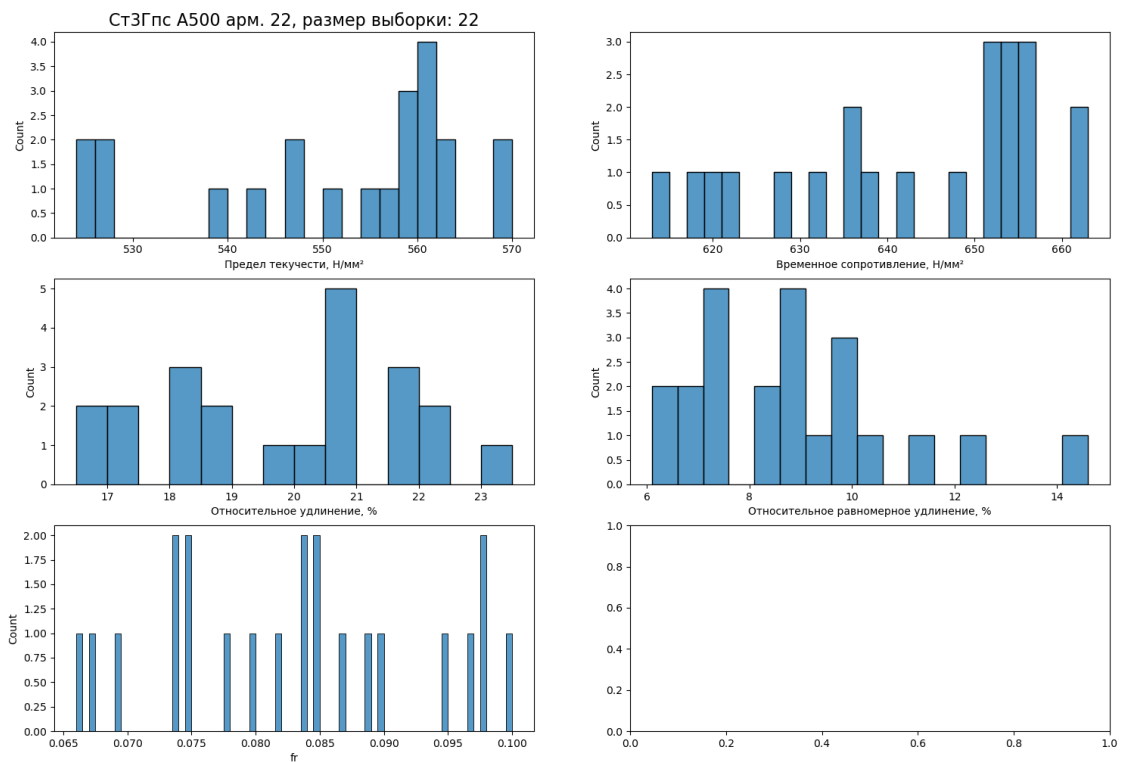 Ст3Гпс А500 арм. 22, размер выборки: 22
4.0
3.5
3.0
2.5
2.0
1.5
1.0
0.5
0.0
Count
530 540 550 560 570
Предел текучести, Н/мм²
3.0
2.5
2.0
1.5
1.0
0.5
0.0
Count
620 630 640 650 660
Временное сопротивление, Н/мм²
5
4
3
2
1
0
Count
17 18 19 20 21 22 23
Относительное удлинение, %
4.0
3.5
3.0
2.5
2.0
1.5
1.0
0.5
0.0
Count
6 8 10 12 14
Относительное равномерное удлинение, %
2.00
1.75
1.50
1.25
1.00
0.75
0.50
0.25
0.00
Count
0.065 0.070 0.075 0.080 0.085 0.090 0.095 0.100
fr
1.0
0.8
0.6
0.4
0.2
0.0
0.0 0.2 0.4 0.6 0.8 1.0